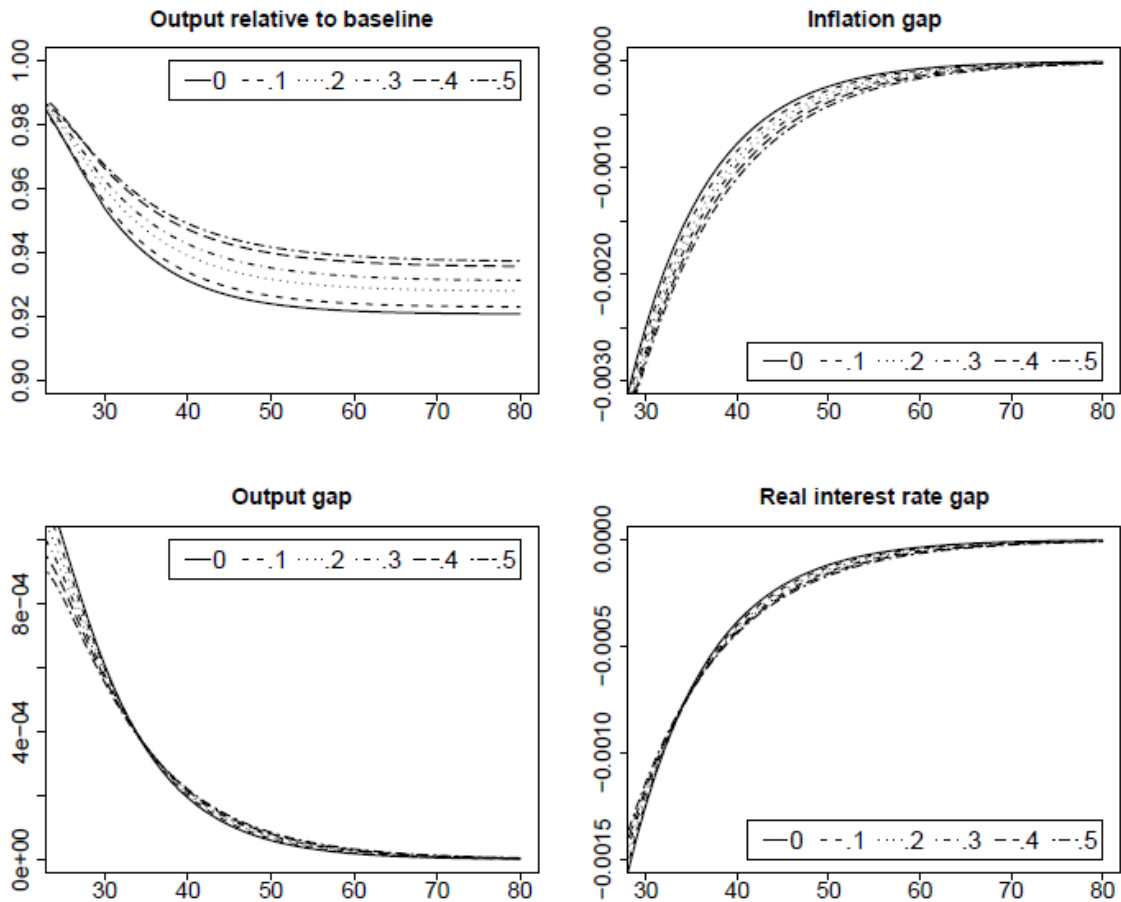 Output relative to baseline
1.00
0.98
0.96
0.94
0.92
0.90
0 .1 .2 .3 .4 .5
30 40 50 60 70 80
Inflation gap
0.0000
−0.0010
−0.0020
−0.0030
0 .1 .2 .3 .4 .5
30 40 50 60 70 80
Output gap
8e−04
4e−04
0e+00
0 .1 .2 .3 .4 .5
30 40 50 60 70 80
Real interest rate gap
0.0000
−0.0005
−0.0010
−0.0015
0 .1 .2 .3 .4 .5
30 40 50 60 70 80